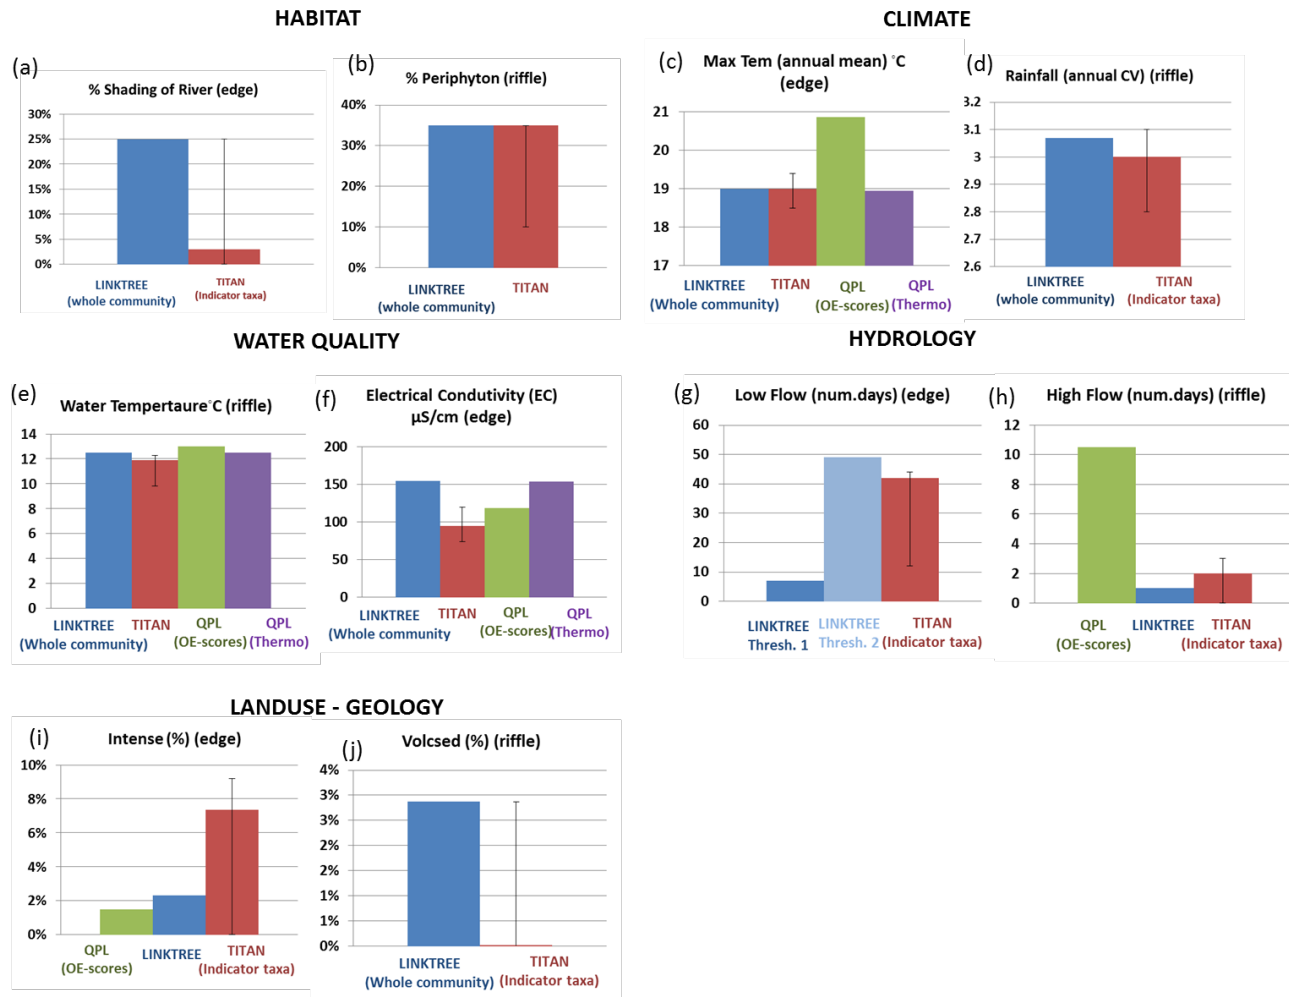 HABITAT
CLIMATE
(a)
% Shading of River (edge)
30%
25%
20%
15%
10%
5%
0%
LINKTREE
(whole community)
TITAN
(Indicator taxa)
(b)
% Periphyton (riffle)
40%
30%
20%
10%
0%
LINKTREE
(whole community)
TITAN
(c)
Max Tem (annual mean) °C
(edge)
21
20
19
18
17
LINKTREE
(Whole community)
TITAN
QPL
(OE-scores)
QPL
(Thermo)
(d)
Rainfall (annual CV) (riffle)
3.2
3.1
3
2.9
2.8
2.7
2.6
LINKTREE
(whole community)
TITAN
(Indicator taxa)
WATER QUALITY
HYDROLOGY
(e)
Water Tempertaure°C (riffle)
14
12
10
8
6
4
2
0
LINKTREE
(Whole community)
TITAN
QPL
(OE-scores)
QPL
(Thermo)
(f)
Electrical Condutivity (EC)
µS/cm (edge)
200
150
100
50
0
LINKTREE
(Whole community
TITAN
QPL
(OE-scores)
QPL
(Thermo)
(g)
Low Flow (num.days) (edge)
60
50
40
30
20
10
0
LINKTREE
Thresh. 1
LINKTREE
Thresh. 2
TITAN
(Indicator taxa)
(h)
High Flow (num.days) (riffle)
12
10
8
6
4
2
0
QPL
(OE-scores)
LINKTREE
TITAN
(Indicator taxa)
LANDUSE - GEOLOGY
(i)
Intense (%) (edge)
10%
8%
6%
4%
2%
0%
QPL
(OE-scores)
LINKTREE
TITAN
(Indicator taxa)
(j)
Volcsed (%) (riffle)
4%
3%
3%
2%
2%
1%
1%
0%
LINKTREE
(Whole community)
TITAN
(Indicator taxa)